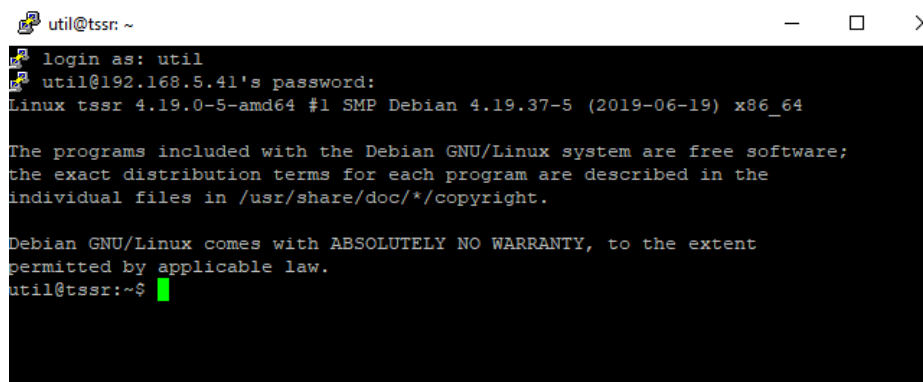 util@tssr: ~
login as: util
util@192.168.5.41's password:
Linux tssr 4.19.0-5-amd64 #1 SMP Debian 4.19.37-5 (2019-06-19) x86_64
The programs included with the Debian GNU/Linux system are free software;
the exact distribution terms for each program are described in the
individual files in /usr/share/doc/*/copyright.
Debian GNU/Linux comes with ABSOLUTELY NO WARRANTY, to the extent
permitted by applicable law.
util@tssr:~$